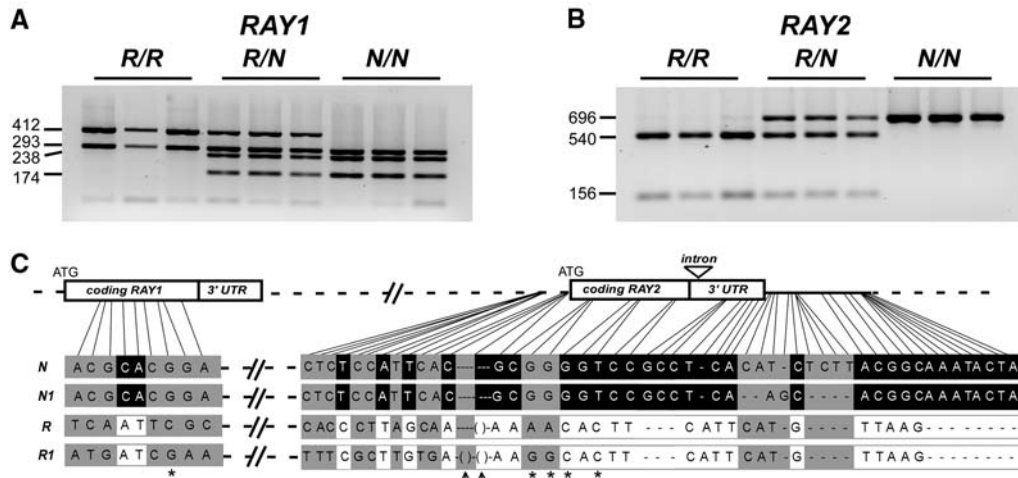 A
RAY1
R/R R/N N/N
412
293
238
174
B
RAY2
R/R R/N N/N
696
540
156
C
ATG
coding RAY1 3' UTR
ATG
coding RAY2 3' UTR
intron
N A C G C A C G G A C T C T C C A T T C A C ---- --- G C G G G G T C C G C C T - C A C A T - C T C T T A C G G C A A A T A C T A
N1 A C G C A C G G A C T C T C C A T T C A C ---- --- G C G G G G T C C G C C T - C A - - A G C A C G G C A A A T A C T A
R T C A A T T C G C C A C C C T T A G C A A ---- ( ) - A A A A C A C T T - - - - C A T T C A T - G - - - - T T A A G - - - - - - -
R1 A T G A T C G A A T T T C G C T T G T G A - ( ) ( ) - A A G G C A C T T - - - - C A T T C A T - G - - - - T T A A G - - - - - - -
* * * * *